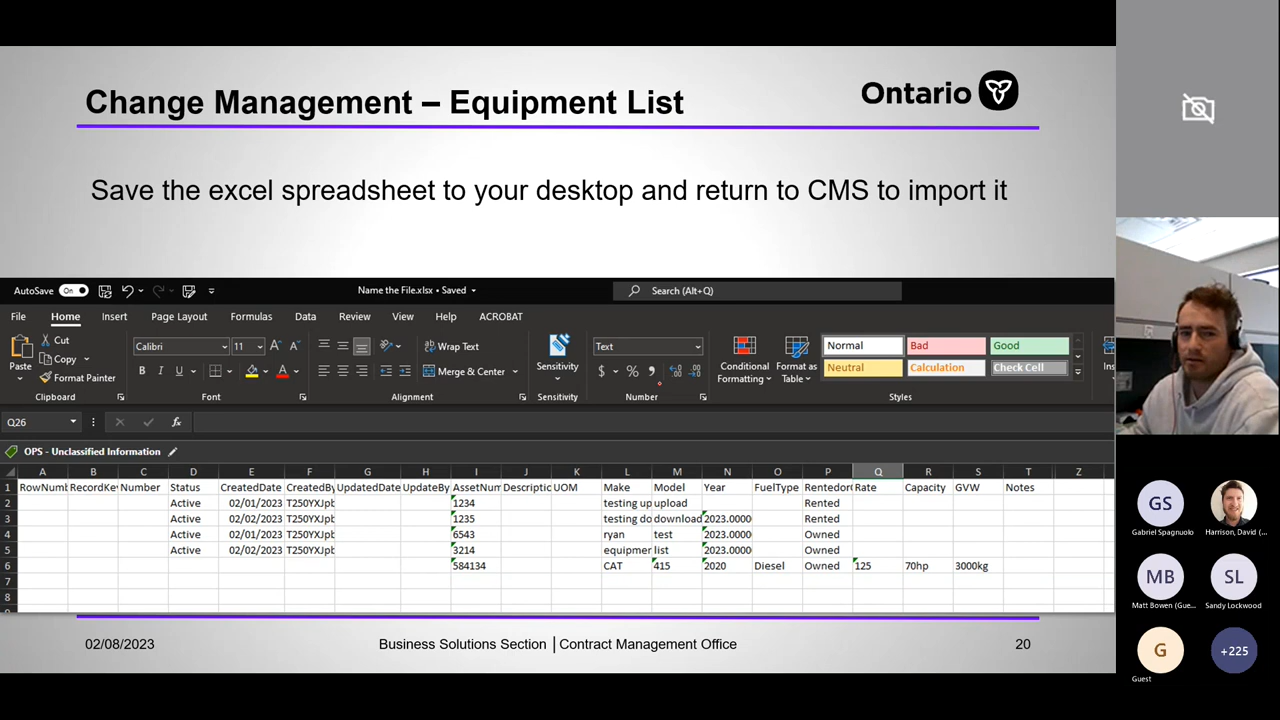 Change Management – Equipment List
Ontario
Save the excel spreadsheet to your desktop and return to CMS to import it
AutoSave On
Name the File.xlsx • Saved
Search (Alt+Q)
File Home Insert Page Layout Formulas Data Review View Help ACROBAT
Paste
Cut
Copy
Format Painter
Clipboard
Calibri 11
B I U
Font
Wrap Text
Merge & Center
Alignment
Sensitivity
Sensitivity
Text
$ % ,
Number
Conditional Formatting
Format as Table
Normal Bad Good
Neutral Calculation Check Cell
Styles
Ins
Q26
fx
OPS - Unclassified Information
A B C D E F G H I J K L M N O P Q R S T Z
1 RowNumb RecordKey Number Status CreatedDate CreatedBy UpdatedDate UpdateBy AssetNum Descriptic UOM Make Model Year FuelType RentedorO Rate Capacity GVW Notes
2 Active 02/01/2023 T250YXJpb 1234 testing up upload Rented
3 Active 02/02/2023 T250YXJpb 1235 testing do download 2023.0000 Rented
4 Active 02/02/2023 T250YXJpb 6543 ryan test 2023.0000 Owned
5 Active 02/02/2023 T250YXJpb 3214 equipmer list 2023.0000 Owned
6 584134 CAT 415 2020 Diesel Owned 125 70hp 3000kg
7
8
02/08/2023
Business Solutions Section | Contract Management Office
20
GS
Gabriel Spagnuolo
Harrison, David (...
MB
Matt Bowen (Gue...
SL
Sandy Lockwood
G
Guest
+225